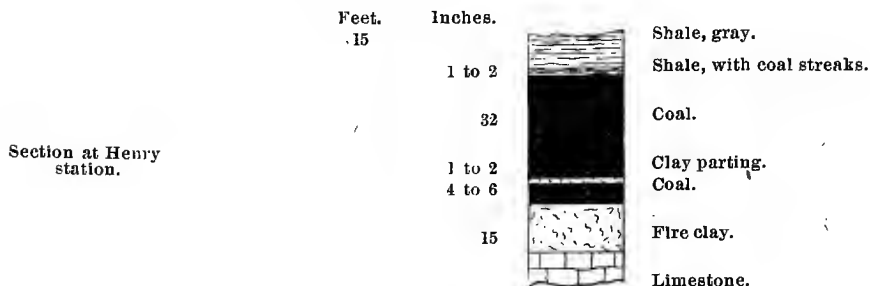 Feet. Inches.
15 Shale, gray.
1 to 2 Shale, with coal streaks.
32 Coal.
Section at Henry
station.
1 to 2 Clay parting.
4 to 6 Coal.
15 Fire clay.
Limestone.